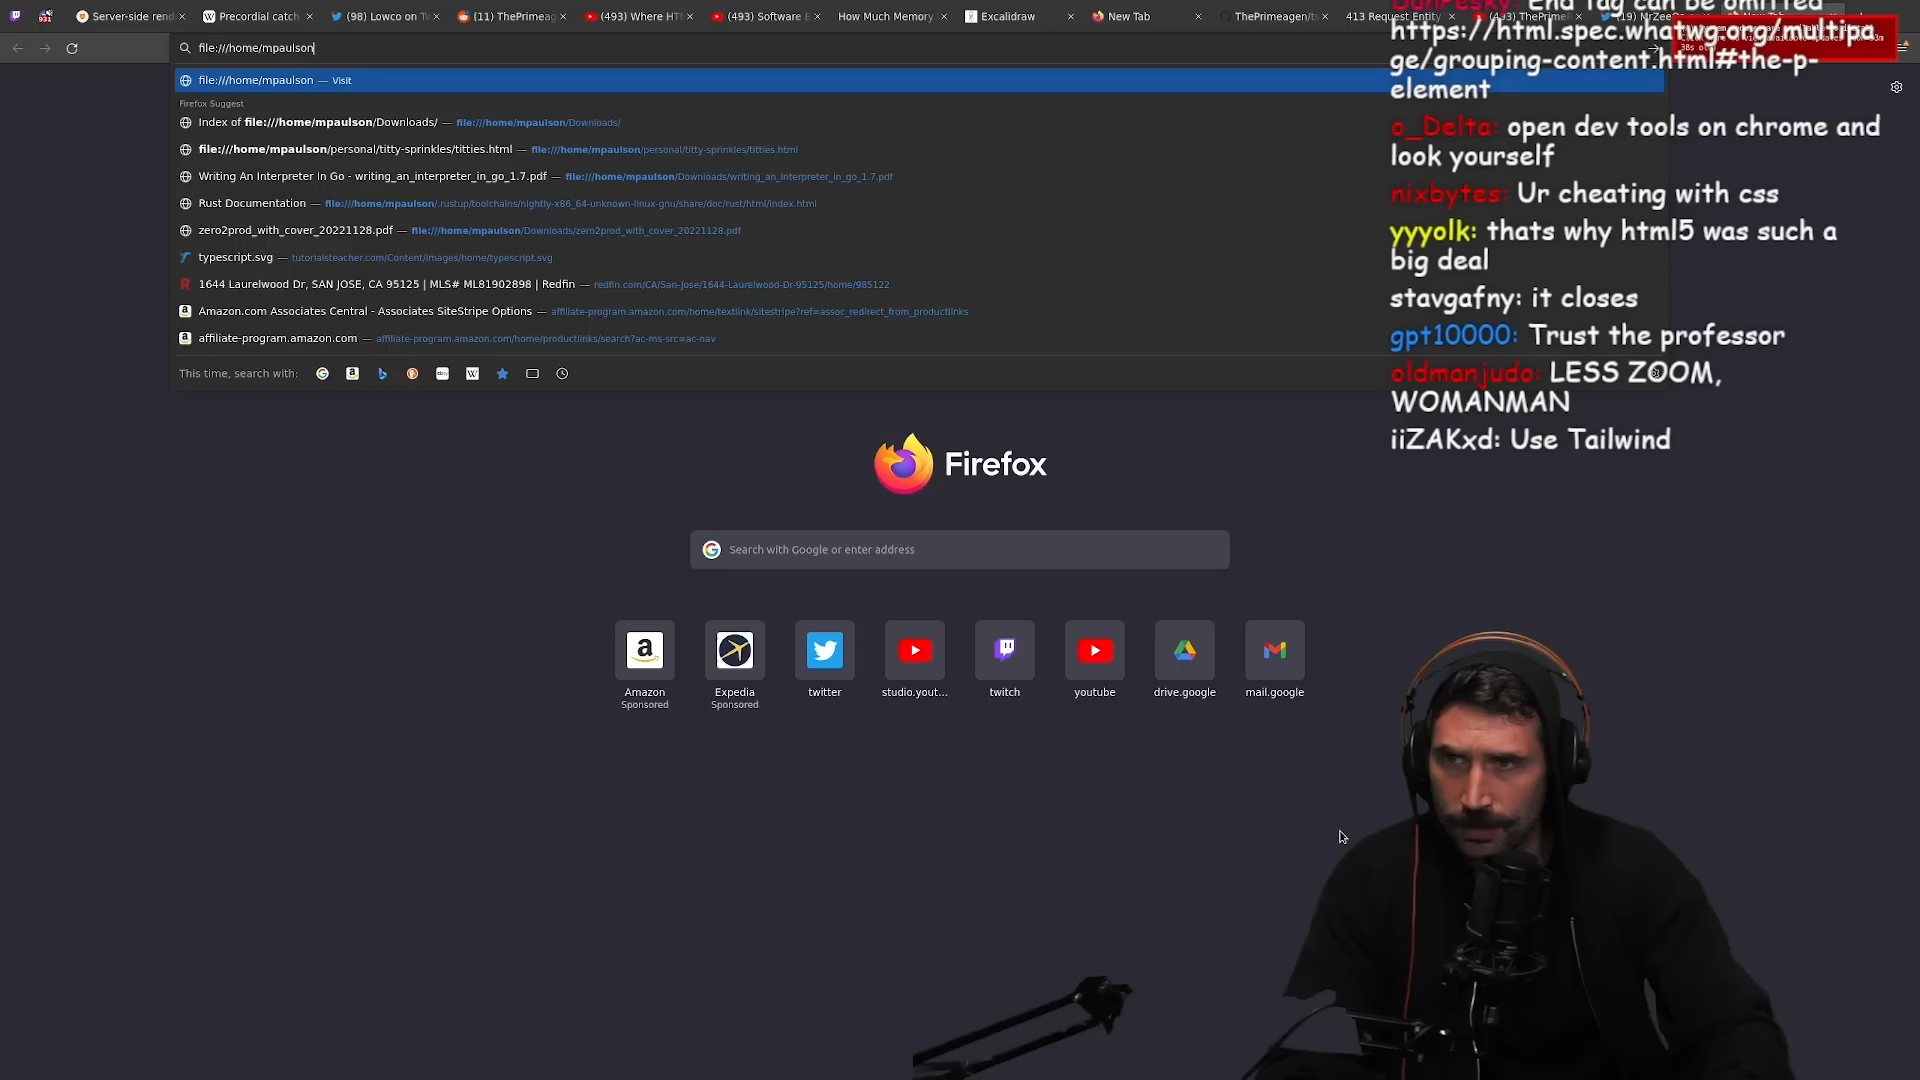 Server-side rend
Precordial catch
(98) Lowco on Tw
(11) ThePrimeag
(493) Where HTM
(493) Software E
How Much Memory
Excalidraw
New Tab
ThePrimeagen/ts
413 Request Entity
(493) ThePrimeR
file:///home/mpaulson
file:///home/mpaulson — Visit
Firefox Suggest
Index of file:///home/mpaulson/Downloads/ — file:///home/mpaulson/Downloads/
file:///home/mpaulson/personal/titty-sprinkles/titties.html — file:///home/mpaulson/personal/titty-sprinkles/titties.html
Writing An Interpreter In Go - writing_an_interpreter_in_go_1.7.pdf — file:///home/mpaulson/Downloads/writing_an_interpreter_in_go_1.7.pdf
Rust Documentation — file:///home/mpaulson/.rustup/toolchains/nightly-x86_64-unknown-linux-gnu/share/doc/rust/html/index.html
zero2prod_with_cover_20221128.pdf — file:///home/mpaulson/Downloads/zero2prod_with_cover_20221128.pdf
typescript.svg — tutorialsteacher.com/Content/images/home/typescript.svg
1644 Laurelwood Dr, SAN JOSE, CA 95125 | MLS# ML81902898 | Redfin — redfin.com/CA/San-Jose/1644-Laurelwood-Dr-95125/home/985122
Amazon.com Associates Central - Associates SiteStripe Options — affiliate-program.amazon.com/home/textlink/sitestripe?ref=assoc_redirect_from_productlinks
affiliate-program.amazon.com — affiliate-program.amazon.com/home/productlinks/search?ac-ms-src=ac-nav
This time, search with:
DanPesky: End Tag can be omitted
https://html.spec.whatwg.org/multipa
ge/grouping-content.html#the-p-
element
o_Delta: open dev tools on chrome and
look yourself
nixbytes: Ur cheating with css
yyyolk: thats why html5 was such a
big deal
stavgafny: it closes
gpt10000: Trust the professor
oldmanjudo: LESS ZOOM,
WOMANMAN
iiZAKxd: Use Tailwind
Firefox
Search with Google or enter address
Amazon
Sponsored
Expedia
Sponsored
twitter
studio.yout...
twitch
youtube
drive.google
mail.google